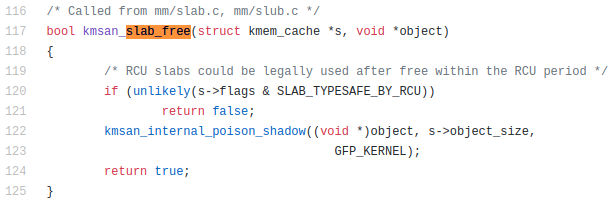 116 /* Called from mm/slab.c, mm/slub.c */
117 bool kmsan_slab_free(struct kmem_cache *s, void *object)
118 {
119         /* RCU slabs could be legally used after free within the RCU period */
120         if (unlikely(s->flags & SLAB_TYPESAFE_BY_RCU))
121                 return false;
122         kmsan_internal_poison_shadow((void *)object, s->object_size,
123                                         GFP_KERNEL);
124         return true;
125 }